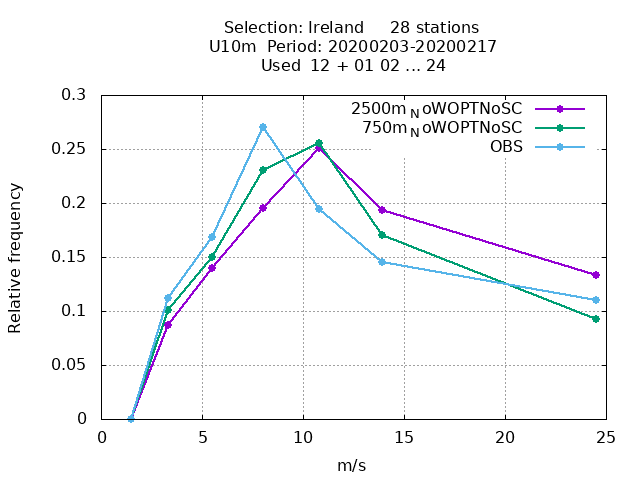 Selection: Ireland     28 stations
U10m  Period: 20200203-20200217
Used  12 + 01 02 ... 24
2500m_NoWOPTNoSC
750m_NoWOPTNoSC
OBS
Relative frequency
0.3
0.25
0.2
0.15
0.1
0.05
0
0 5 10 15 20 25
m/s